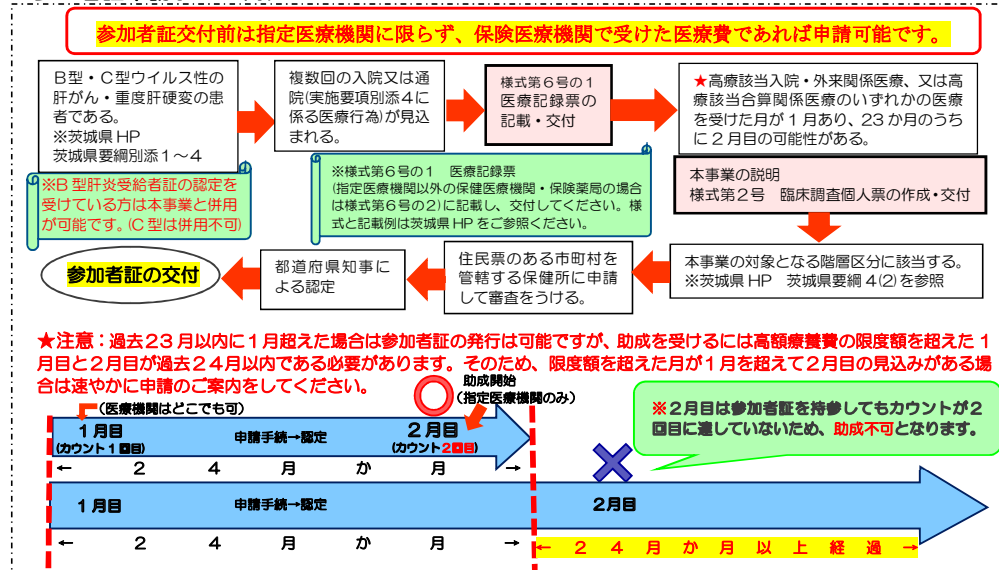 参加者証交付前は指定医療機関に限らず、保険医療機関で受けた医療費であれば申請可能です。
B型・C型ウイルス性の
肝がん・重度肝硬変の患
者である。
※茨城県 HP
茨城県要綱別添1～4
※B 型肝炎受給者証の認定を
受けている方は本事業と併用
が可能です。(C 型は併用不可)
複数回の入院又は通
院(実施要項別添４に
係る医療行為)が見込
まれる。
様式第６号の１
医療記録票の
記載・交付
※様式第６号の１　医療記録票
(指定医療機関以外の保健医療機関・保険薬局の場合
は様式第６号の２)に記載し、交付してください。様
式と記載例は茨城県 HP をご参照ください。
★高療該当入院・外来関係医療、又は高
療該当合算関係医療のいずれかの医療
を受けた月が１月あり、23 か月のうち
に２月目の可能性がある。
本事業の説明
様式第２号　臨床調査個人票の作成・交付
本事業の対象となる階層区分に該当する。
※茨城県 HP　茨城県要綱 4(2)を参照
住民票のある市町村を
管轄する保健所に申請
して審査をうける。
都道府県知事に
よる認定
参加者証の交付
★注意：過去２３月以内に１月超えた場合は参加者証の発行は可能ですが、助成を受けるには高額療養費の限度額を超えた１
月目と２月目が過去２４月以内である必要があります。そのため、限度額を超えた月が１月を超えて２月目の見込みがある場
合は速やかに申請のご案内をしてください。
助成開始
(指定医療機関のみ)
(医療機関はどこでも可)
１月目
(カウント１回目)
申請手続→認定
２月目
(カウント２回目)
← ２ ４ 月 か 月 →
※２月目は参加者証を持参してもカウントが２
回目に達していないため、助成不可となります。
１月目
申請手続→認定
２月目
← ２ ４ 月 か 月 →
← ２ ４ 月 か 月 以 上 経 過 →